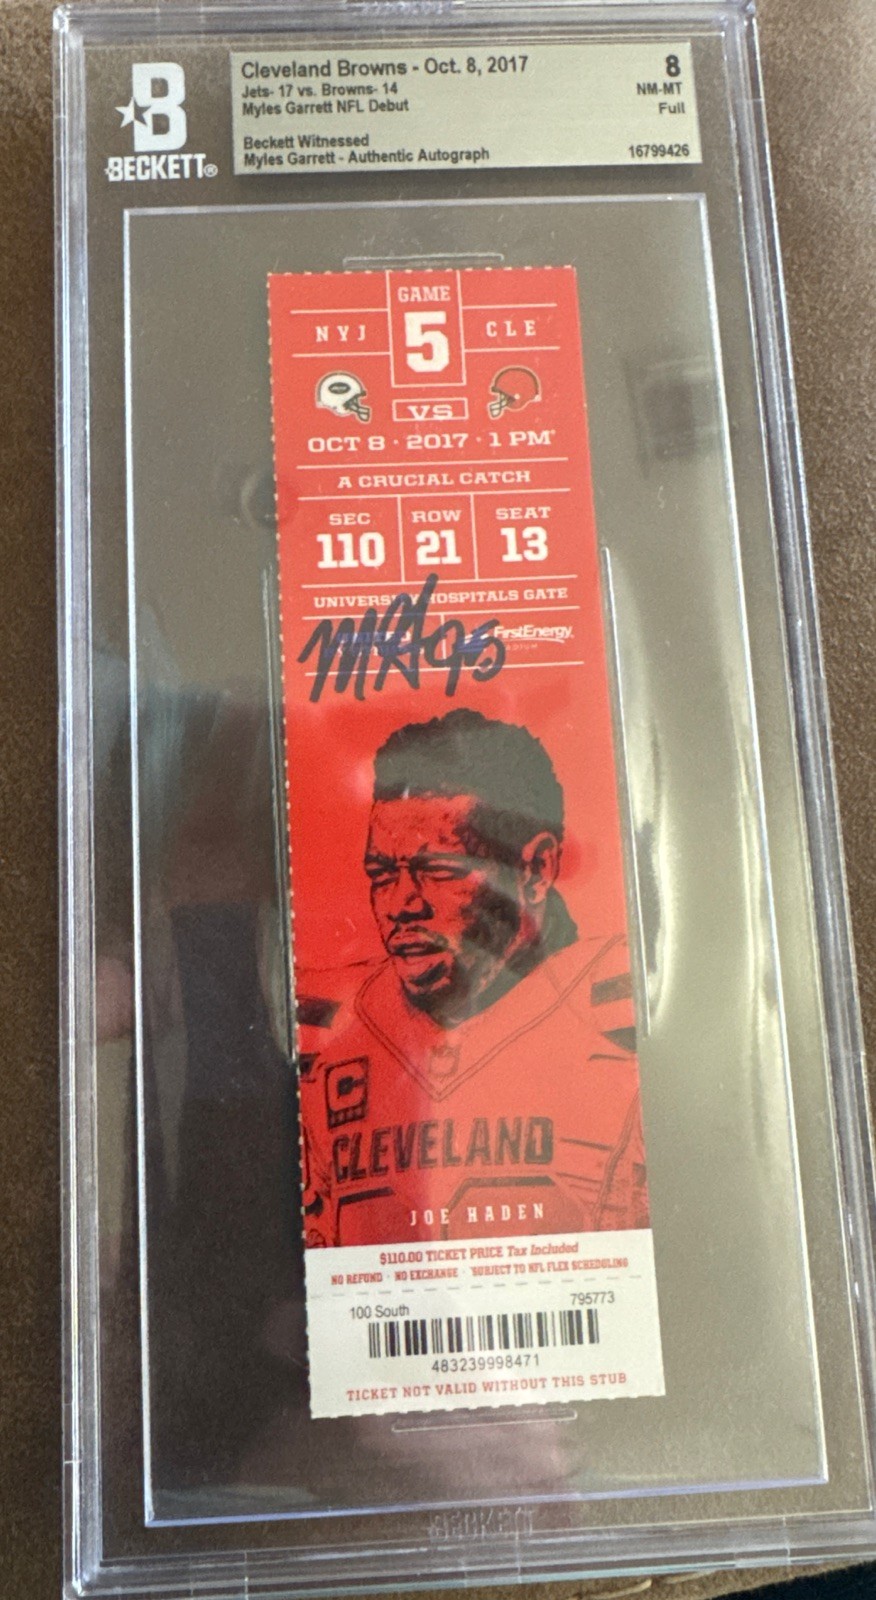 B
BECKETT®
Cleveland Browns - Oct. 8, 2017
Jets- 17 vs. Browns- 14
Myles Garrett NFL Debut
Beckett Witnessed
Myles Garrett - Authentic Autograph
8
NM-MT
Full
16799426
GAME
NYJ 5 CLE
VS
OCT 8 · 2017 · 1 PM*
A CRUCIAL CATCH
SEC ROW SEAT
110 21 13
UNIVERSITY HOSPITALS GATE
FirstEnergy
95
C
CLEVELAND
JOE HADEN
$110.00 TICKET PRICE Tax Included
NO REFUND · NO EXCHANGE · *SUBJECT TO NFL FLEX SCHEDULING
100 South 795773
483239998471
TICKET NOT VALID WITHOUT THIS STUB
BECKETT